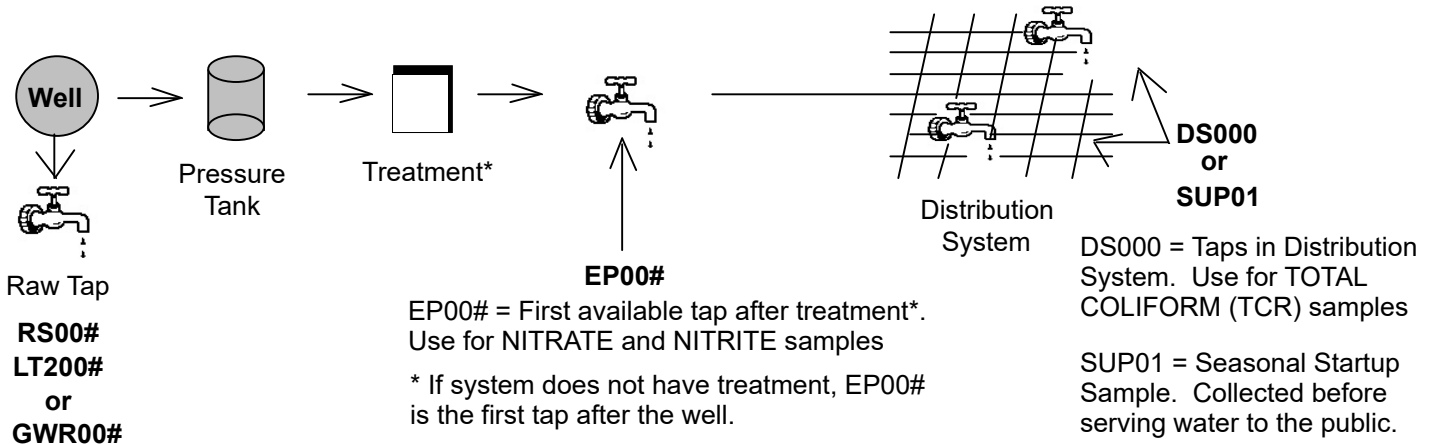 Well
Pressure
Tank
Treatment*
Raw Tap
RS00#
LT200#
or
GWR00#
EP00#
EP00# = First available tap after treatment*.
Use for NITRATE and NITRITE samples
* If system does not have treatment, EP00#
is the first tap after the well.
Distribution
System
DS000
or
SUP01
DS000 = Taps in Distribution
System. Use for TOTAL
COLIFORM (TCR) samples
SUP01 = Seasonal Startup
Sample. Collected before
serving water to the public.